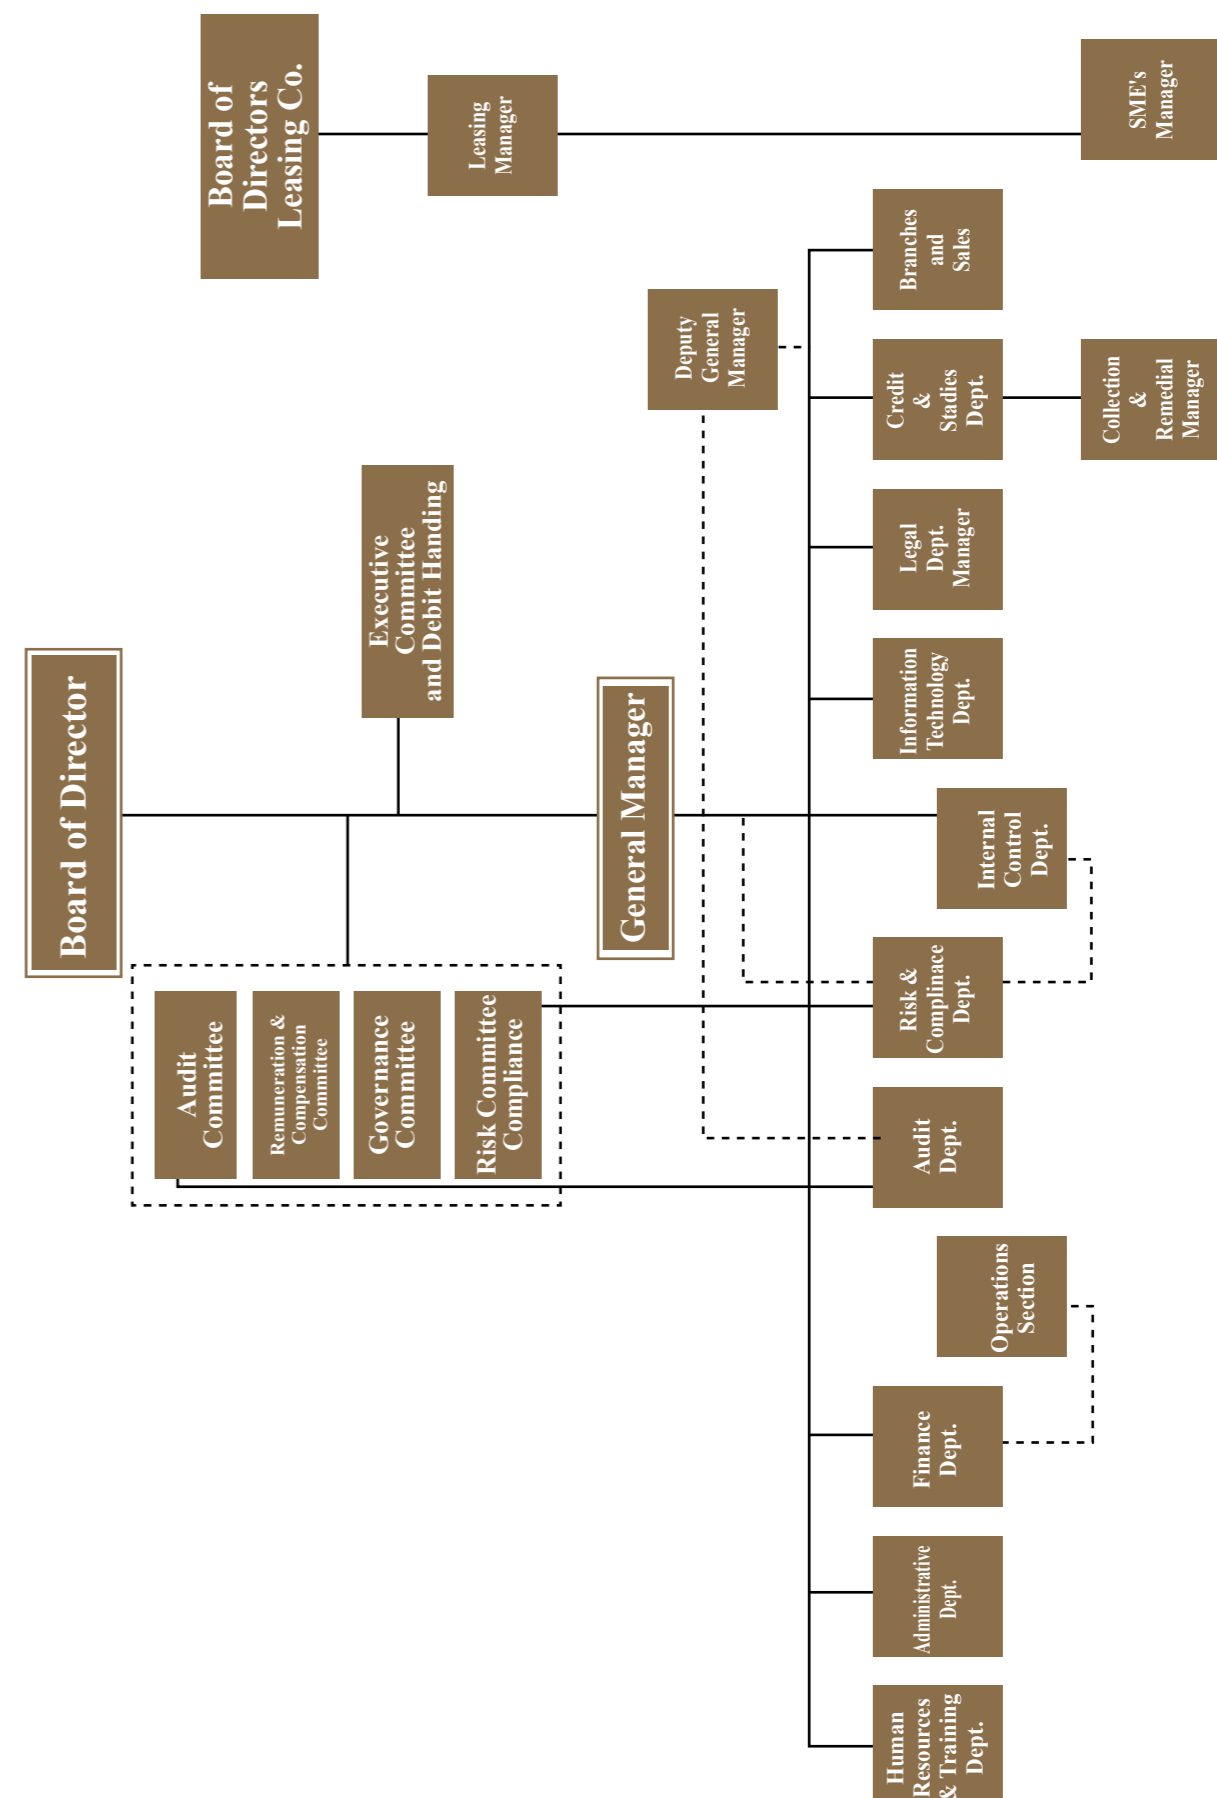 Board of Director
Board of
Directors
Leasing Co.
Audit
Committee
Remuneration &
Compensation
Committee
Governance
Committee
Risk Committee
Compliance
Executive
Committee
and Debit Handing
Leasing
Manager
General Manager
Deputy
General
Manager
Human
Resources
& Training
Dept.
Administrative
Dept.
Finance
Dept.
Operations
Section
Audit
Dept.
Risk &
Complinace
Dept.
Internal
Control
Dept.
Information
Technology
Dept.
Legal
Dept.
Manager
Credit
&
Stadies
Dept.
Branches
and
Sales
Collection
&
Remedial
Manager
SME's
Manager